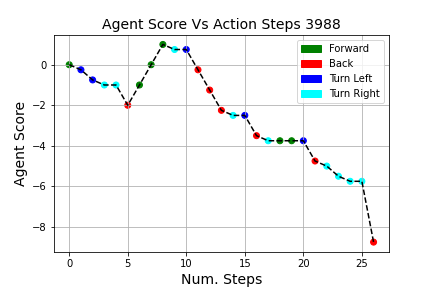 Agent Score Vs Action Steps 3988
Forward
Back
Turn Left
Turn Right
Agent Score
0
−2
−4
−6
−8
0 5 10 15 20 25
Num. Steps